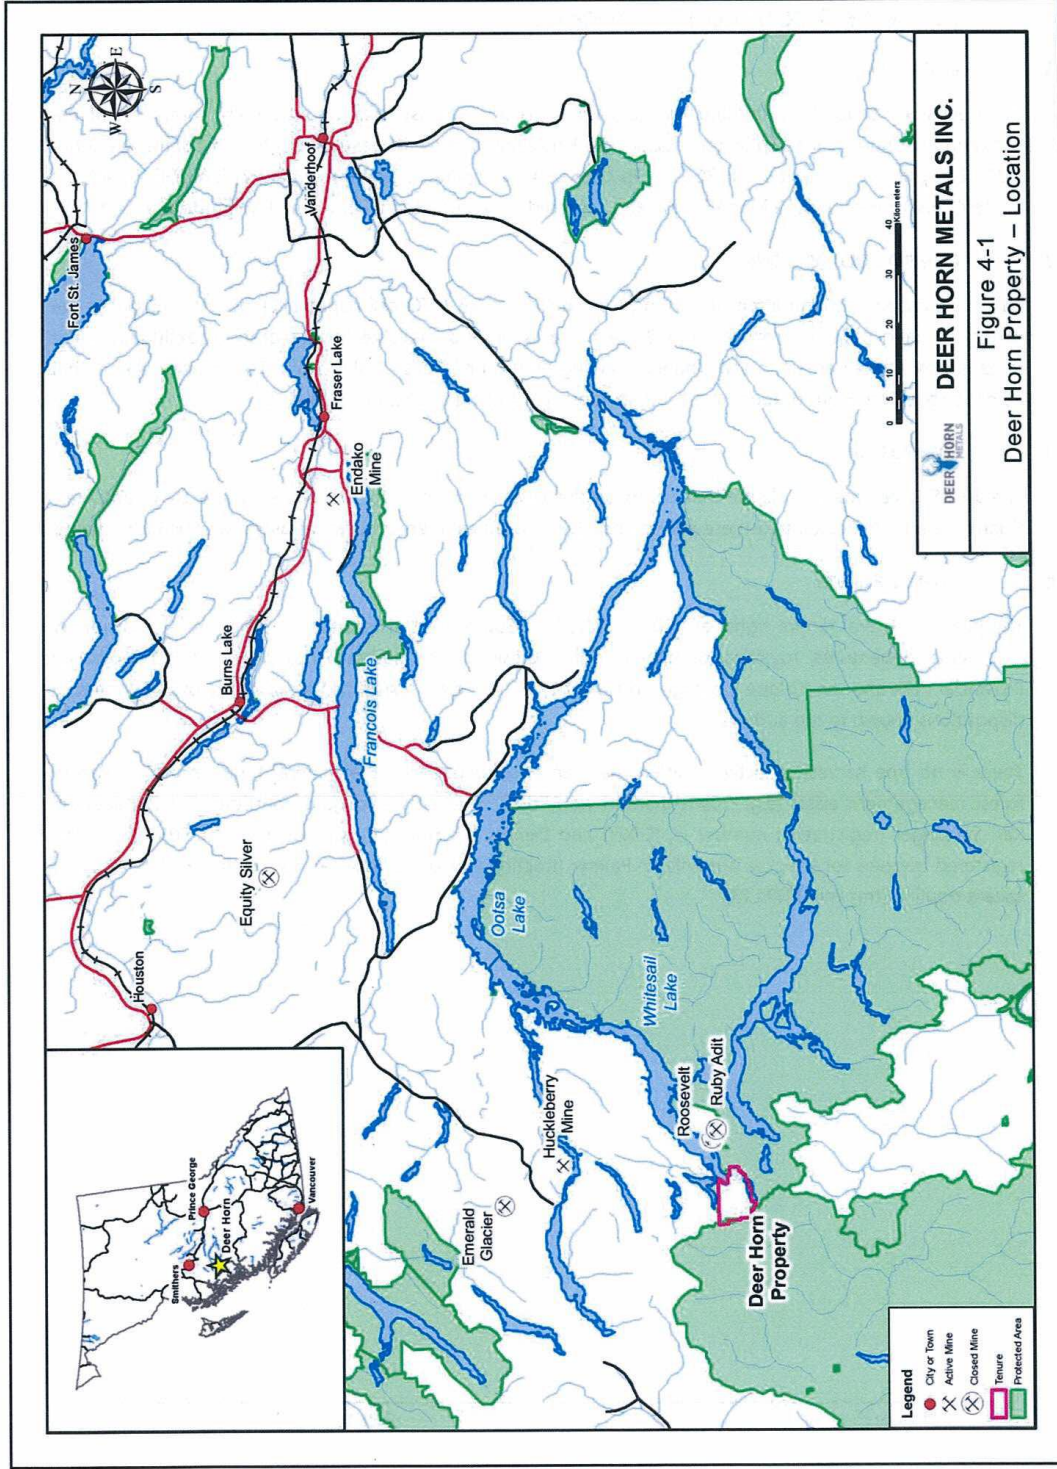 N
E
S
W
Fort St. James
Vanderhoof
Fraser Lake
Endako
Mine
Burns Lake
Francois Lake
Equity Silver
Houston
Ootsa
Lake
Whitesail
Lake
Huckleberry
Mine
Emerald
Glacier
Roosevelt
Ruby Adit
Deer Horn
Property
Smithers
Prince George
Deer Horn
Vancouver
Legend
City or Town
Active Mine
Closed Mine
Tenure
Protected Area
0 5 10 20 30 40
Kilometers
DEER HORN
METALS
DEER HORN METALS INC.
Figure 4-1
Deer Horn Property – Location